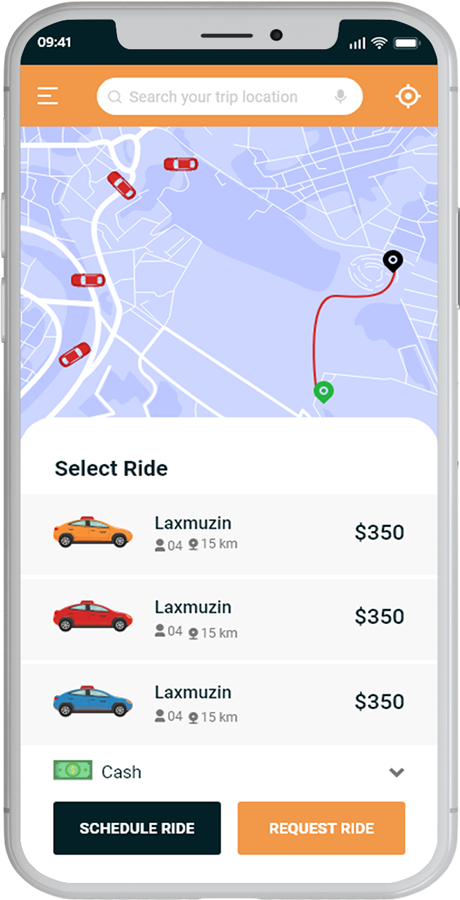 09:41
Search your trip location
Select Ride
Laxmuzin
04 15 km
$350
Laxmuzin
04 15 km
$350
Laxmuzin
04 15 km
$350
Cash
SCHEDULE RIDE REQUEST RIDE